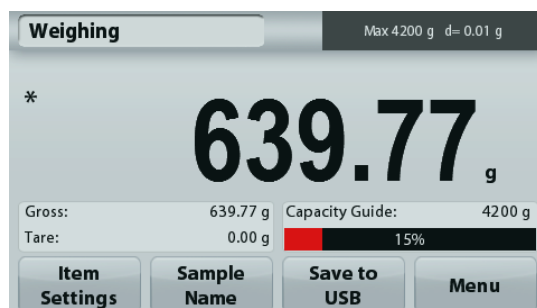 Weighing
Max 4200 g d= 0.01 g
*
639.77 g
Gross: 639.77 g
Tare: 0.00 g
Capacity Guide: 4200 g
15%
Item Settings
Sample Name
Save to USB
Menu